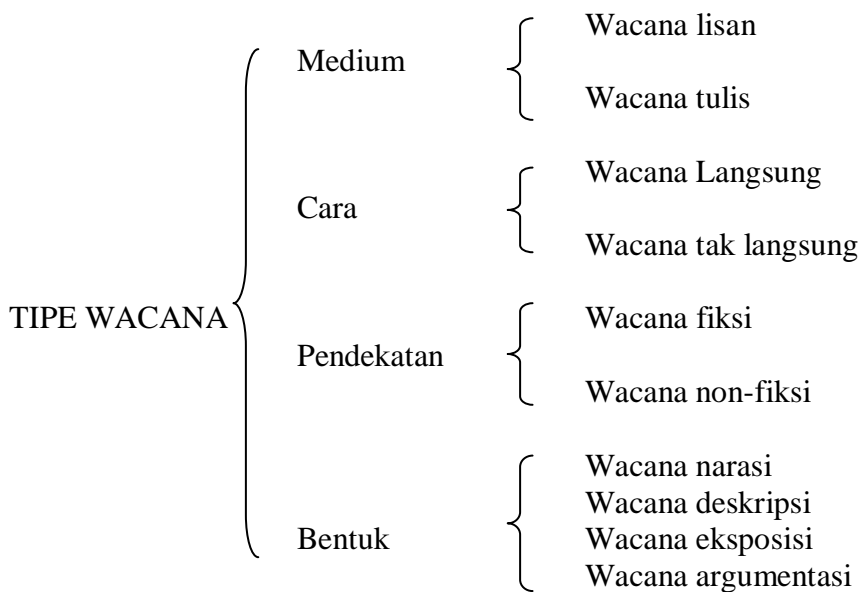 Wacana lisan
Medium
Wacana tulis
Wacana Langsung
Cara
Wacana tak langsung
TIPE WACANA
Wacana fiksi
Pendekatan
Wacana non-fiksi
Wacana narasi
Wacana deskripsi
Bentuk
Wacana eksposisi
Wacana argumentasi